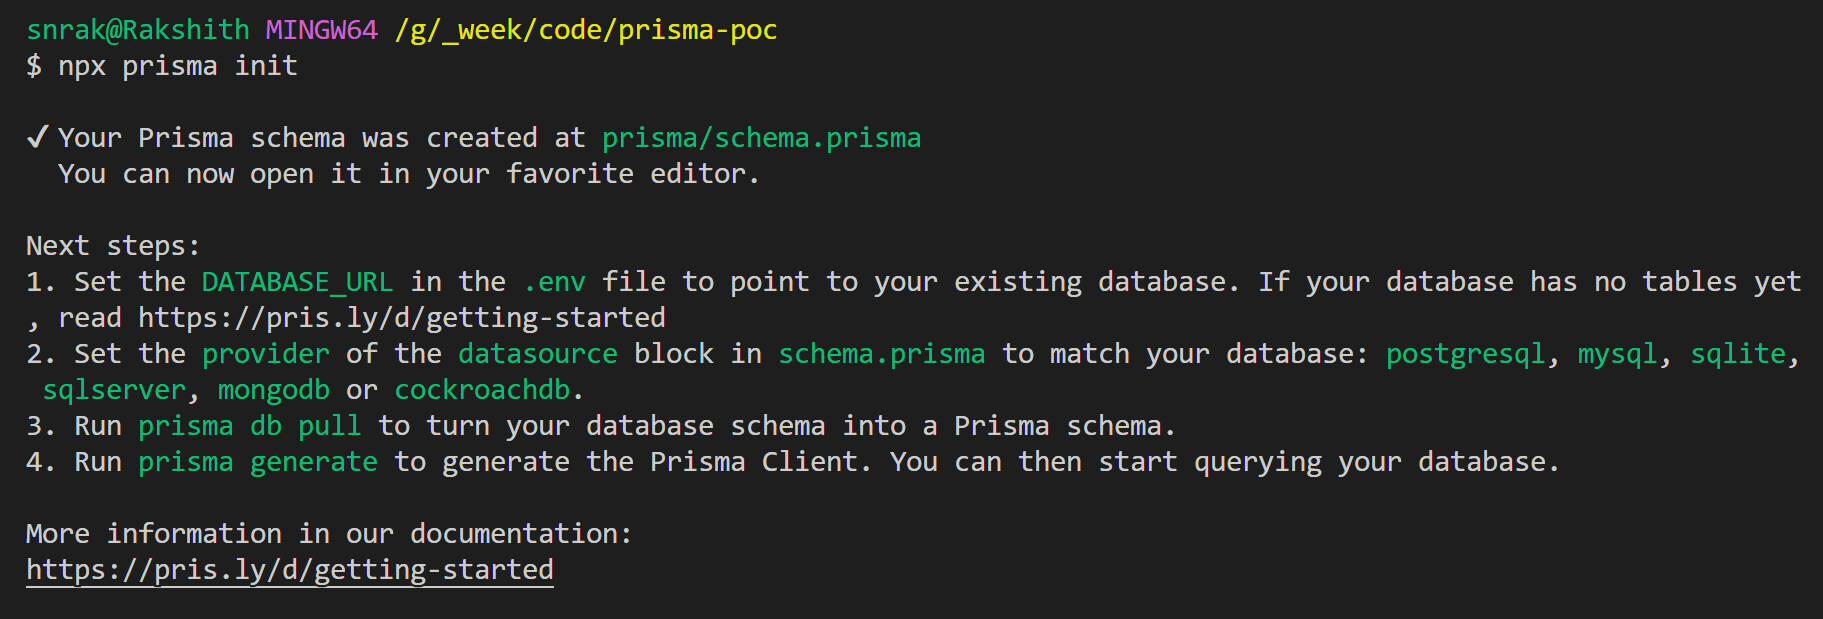 snrak@Rakshith MINGW64 /g/_week/code/prisma-poc
$ npx prisma init
✔ Your Prisma schema was created at prisma/schema.prisma
You can now open it in your favorite editor.
Next steps:
1. Set the DATABASE_URL in the .env file to point to your existing database. If your database has no tables yet
, read https://pris.ly/d/getting-started
2. Set the provider of the datasource block in schema.prisma to match your database: postgresql, mysql, sqlite,
sqlserver, mongodb or cockroachdb.
3. Run prisma db pull to turn your database schema into a Prisma schema.
4. Run prisma generate to generate the Prisma Client. You can then start querying your database.
More information in our documentation:
https://pris.ly/d/getting-started